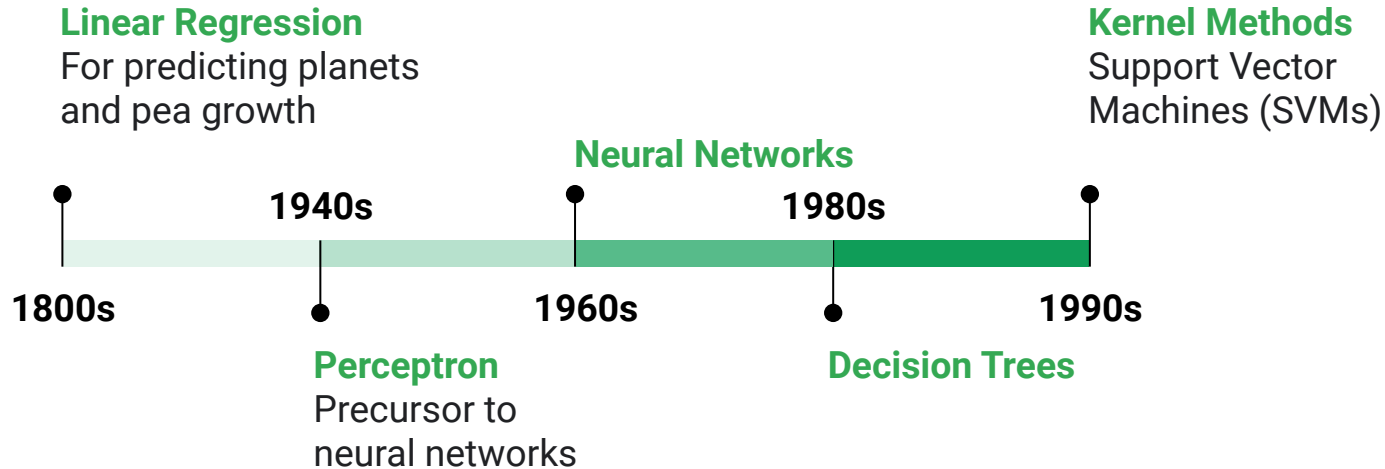 Linear Regression
For predicting planets
and pea growth
Kernel Methods
Support Vector
Machines (SVMs)
Neural Networks
1940s
1980s
1800s
1960s
1990s
Perceptron
Precursor to
neural networks
Decision Trees